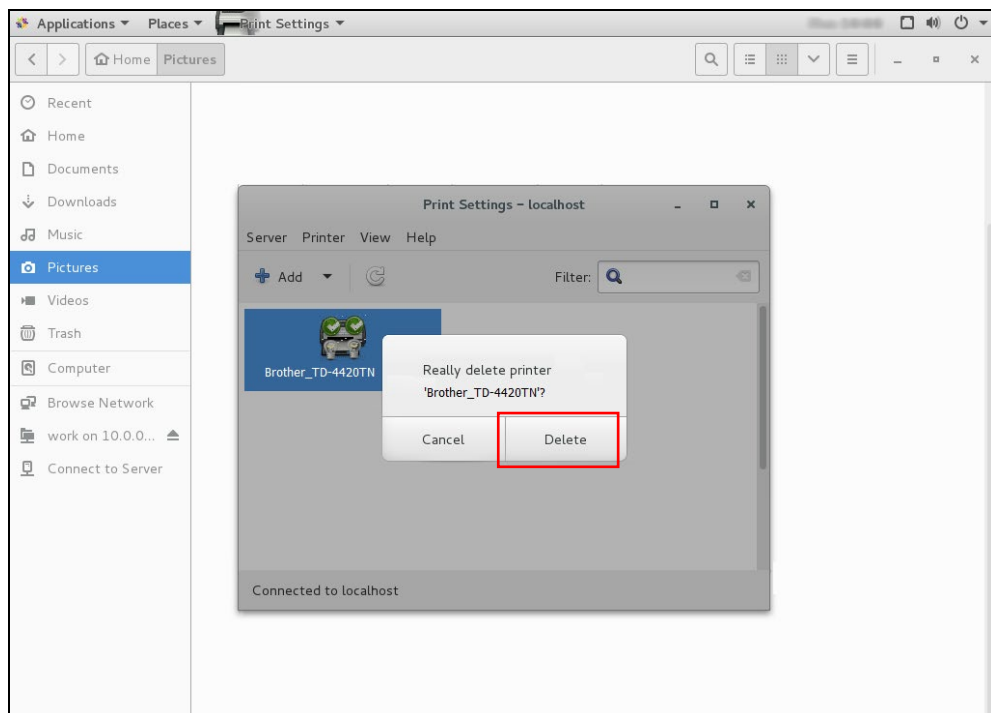 Applications Places Print Settings
Home Pictures
Recent
Home
Documents
Downloads
Music
Pictures
Videos
Trash
Computer
Browse Network
work on 10.0.0...
Connect to Server
Print Settings - localhost
Server Printer View Help
Add Filter:
Brother_TD-4420TN
Really delete printer
'Brother_TD-4420TN'?
Cancel Delete
Connected to localhost